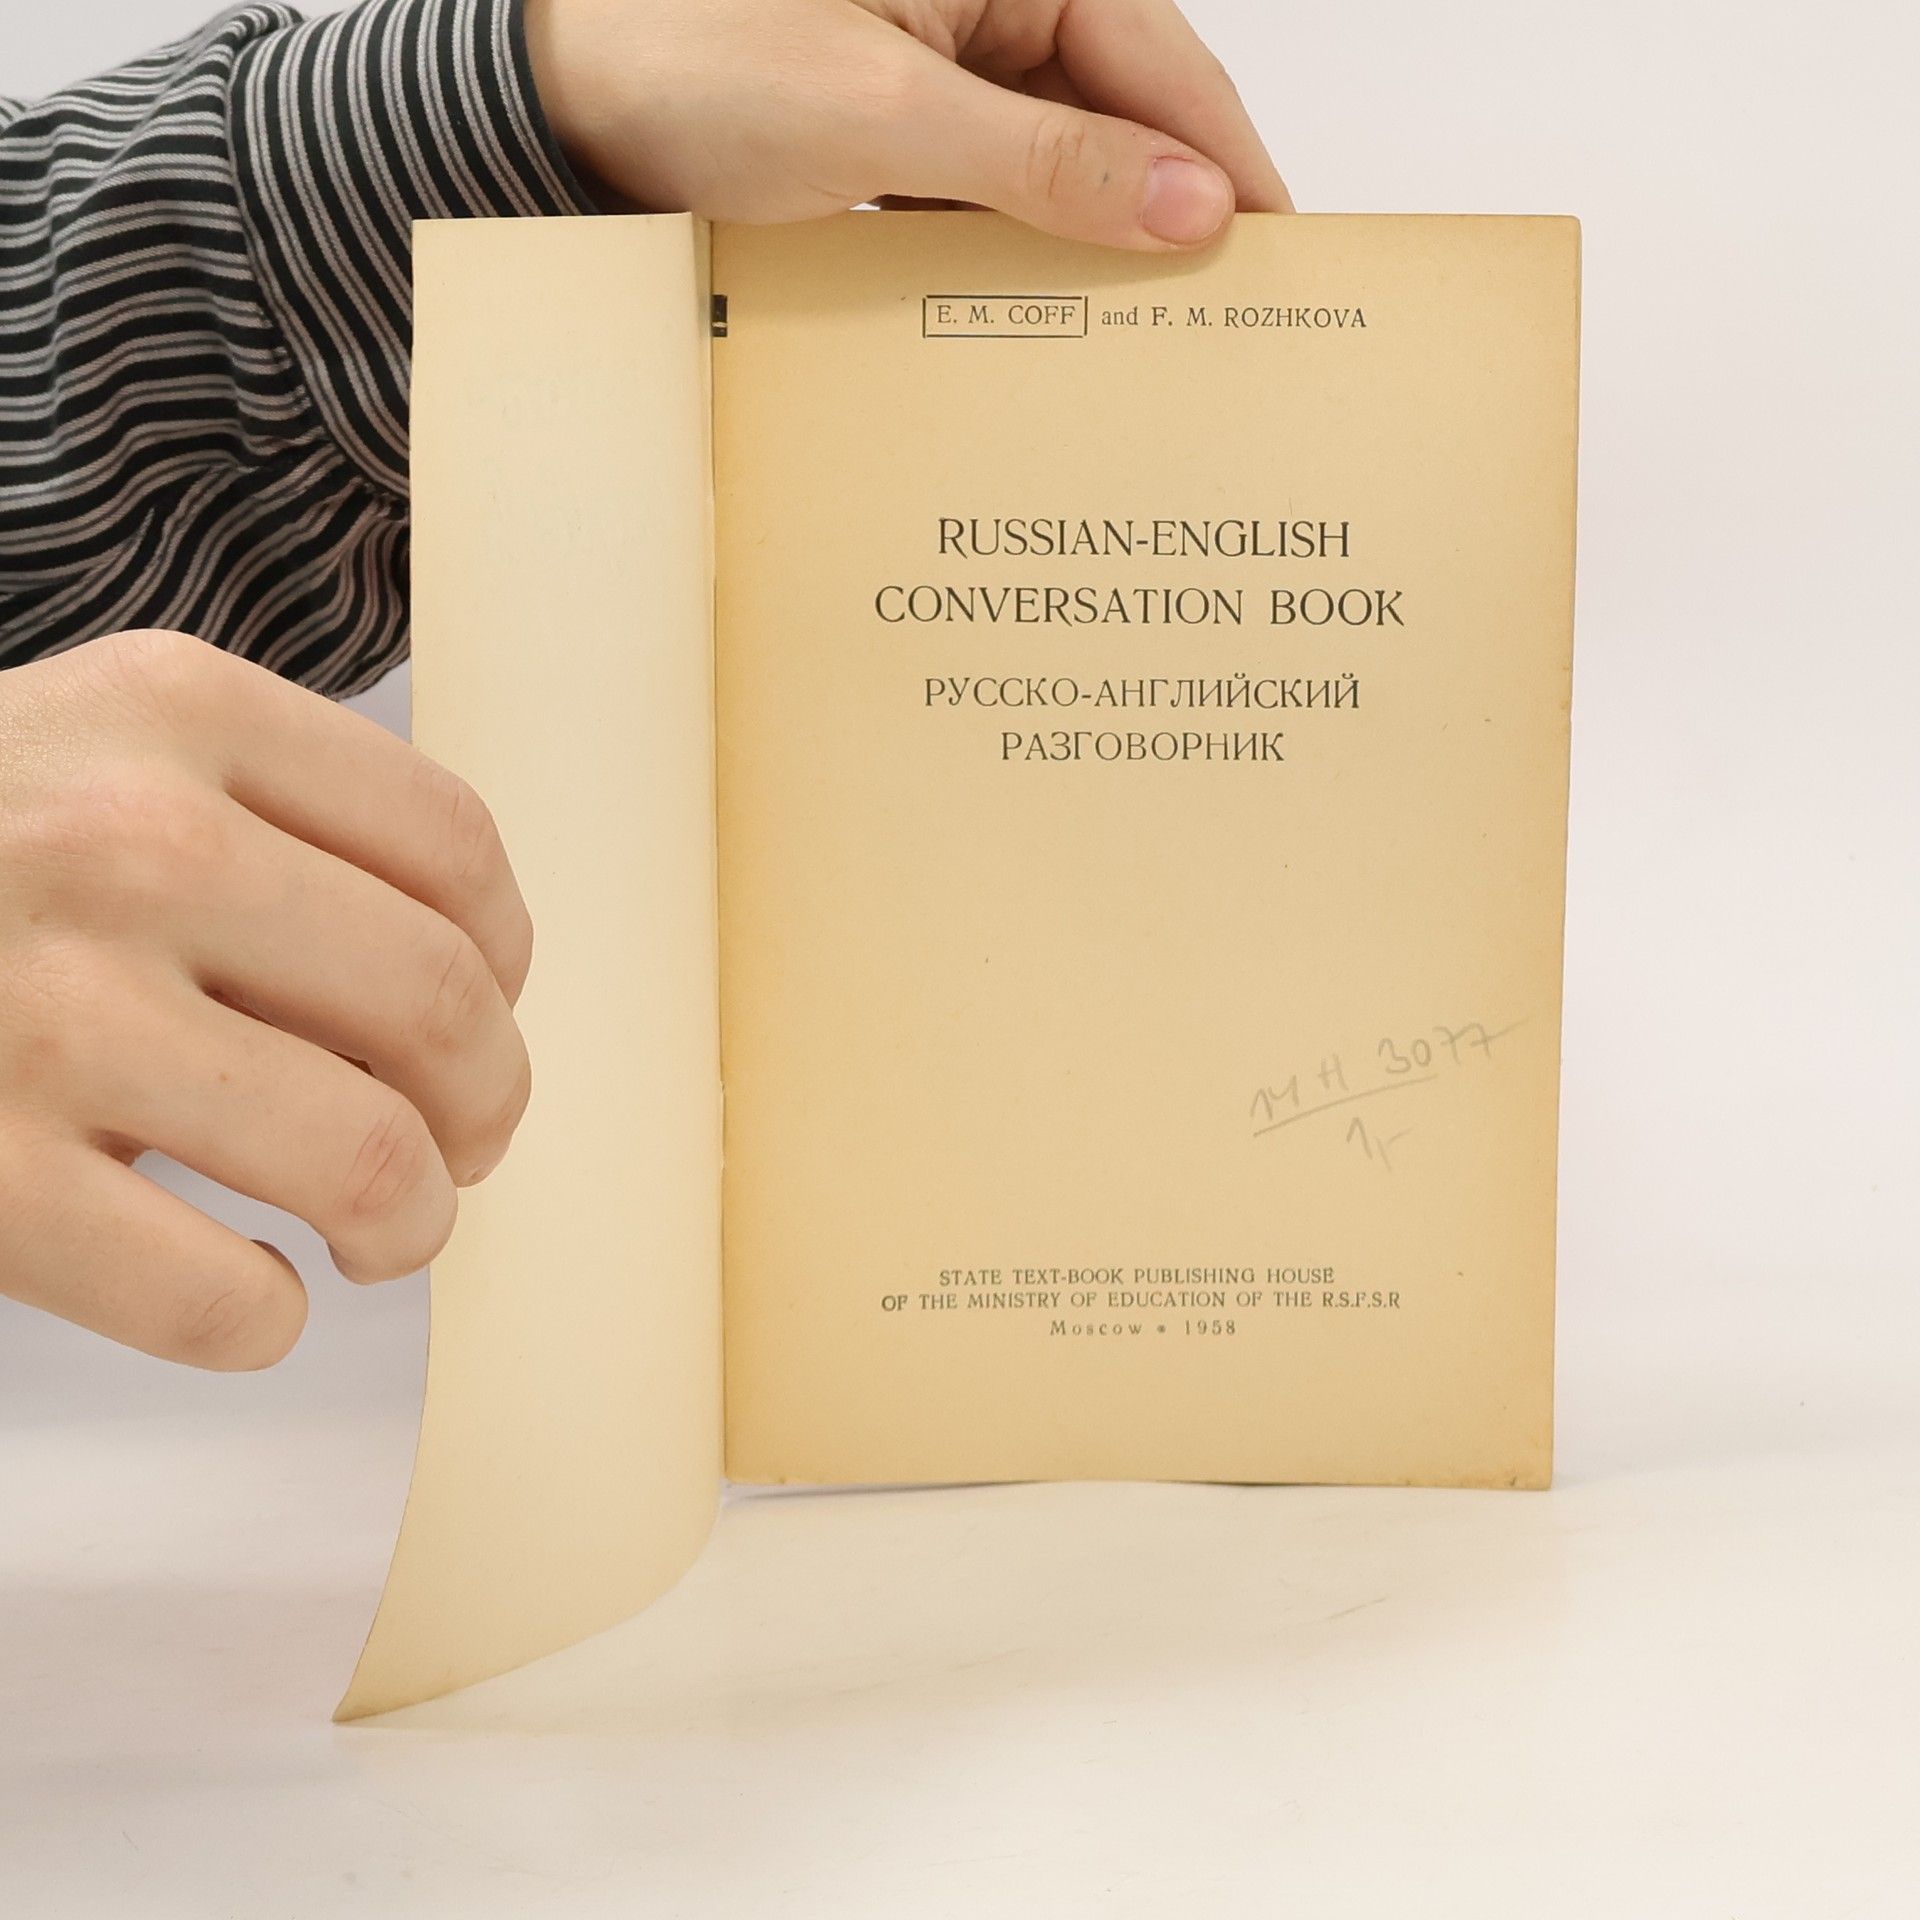 E. M. COFF and F. M. ROZHKOVA
RUSSIAN-ENGLISH
CONVERSATION BOOK
РУССКО-АНГЛИЙСКИЙ
РАЗГОВОРНИК
3077
STATE TEXT-BOOK PUBLISHING HOUSE
OF THE MINISTRY OF EDUCATION OF THE R.S.F.S.R
Moscow * 1958